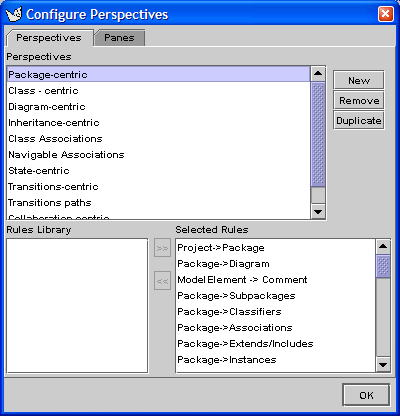 Configure Perspectives
Perspectives Panes
Perspectives
Package-centric
Class - centric
Diagram-centric
Inheritance-centric
Class Associations
Navigable Associations
State-centric
Transitions-centric
Transitions paths
Collaboration centric
New
Remove
Duplicate
Rules Library
>>
<<
Selected Rules
Project->Package
Package->Diagram
ModelElement -> Comment
Package->Subpackages
Package->Classifiers
Package->Associations
Package->Extends/Includes
Package->Instances
OK